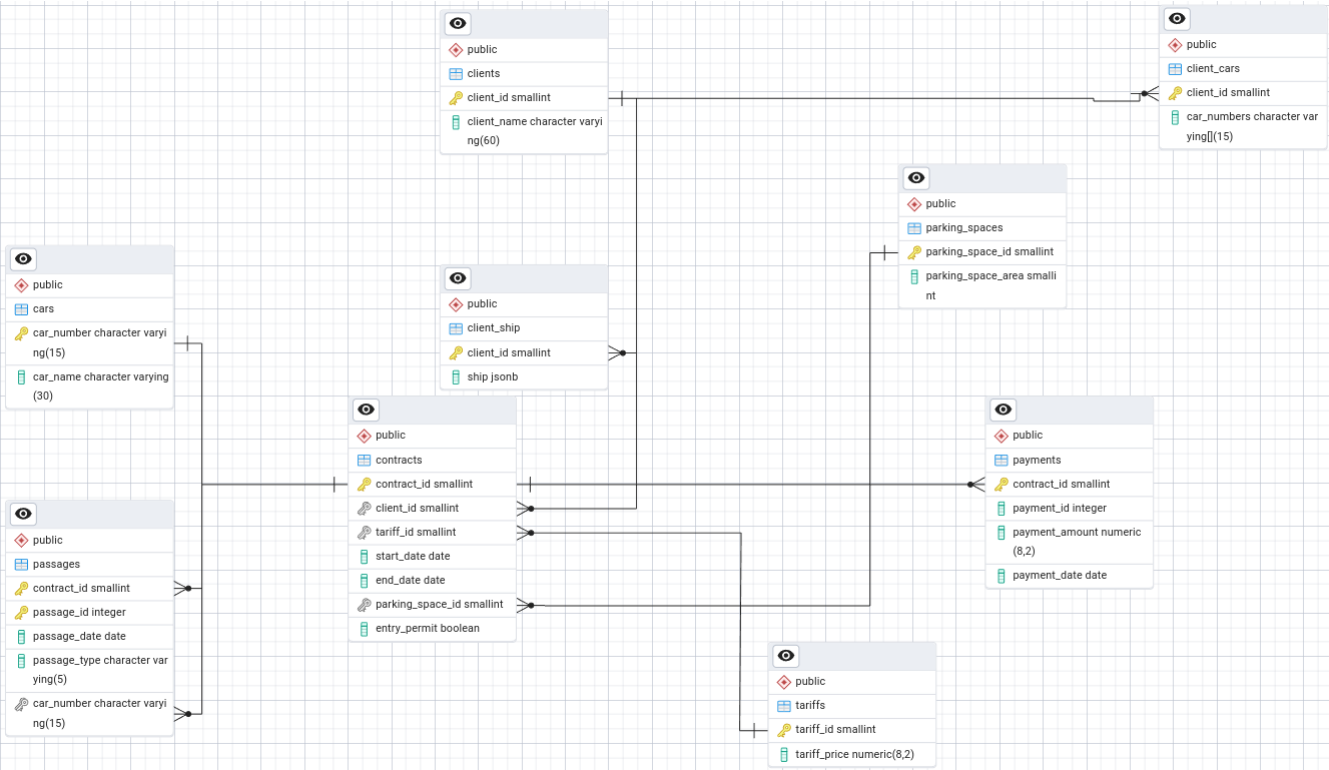 public
clients
client_id smallint
client_name character varyi
ng(60)
public
client_cars
client_id smallint
car_numbers character var
ying[](15)
public
parking_spaces
parking_space_id smallint
parking_space_area smalli
nt
public
cars
car_number character varyi
ng(15)
car_name character varying
(30)
public
client_ship
client_id smallint
ship jsonb
public
contracts
contract_id smallint
client_id smallint
tariff_id smallint
start_date date
end_date date
parking_space_id smallint
entry_permit boolean
public
payments
contract_id smallint
payment_id integer
payment_amount numeric
(8,2)
payment_date date
public
passages
contract_id smallint
passage_id integer
passage_date date
passage_type character var
ying(5)
car_number character varyi
ng(15)
public
tariffs
tariff_id smallint
tariff_price numeric(8,2)